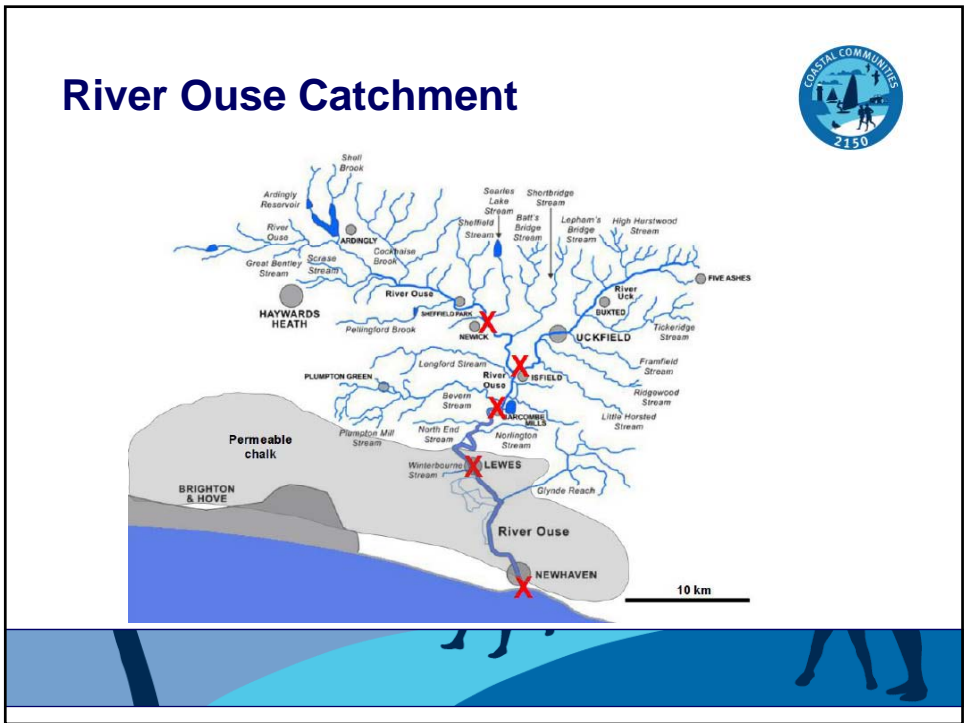 River Ouse Catchment
COASTAL COMMUNITIES
2150
Shell
Brook
Ardingly
Reservoir
River
Ouse
ARDINGLY
Great Bentley
Stream
Scrase
Stream
Cockhaise
Brook
Sheffield
Stream
Searles
Lake
Stream
Shortbridge
Stream
Batt's
Bridge
Stream
Lepham's
Bridge
Stream
High Hurstwood
Stream
FIVE ASHES
HAYWARDS
HEATH
River Ouse
SHEFFIELD PARK
Pellingford Brook
NEWICK
X
River
Uck
BUXTED
UCKFIELD
Tickeridge
Stream
Framfield
Stream
Ridgewood
Stream
Little Horsted
Stream
Longford Stream
X
River
Ouse
ISFIELD
PLUMPTON GREEN
Bevern
Stream
X
BARCOMBE
MILLS
Plumpton Mill
Stream
North End
Stream
Norlington
Stream
Permeable
chalk
Winterbourne
Stream
X
LEWES
Glynde Reach
BRIGHTON
& HOVE
River Ouse
NEWHAVEN
X
10 km